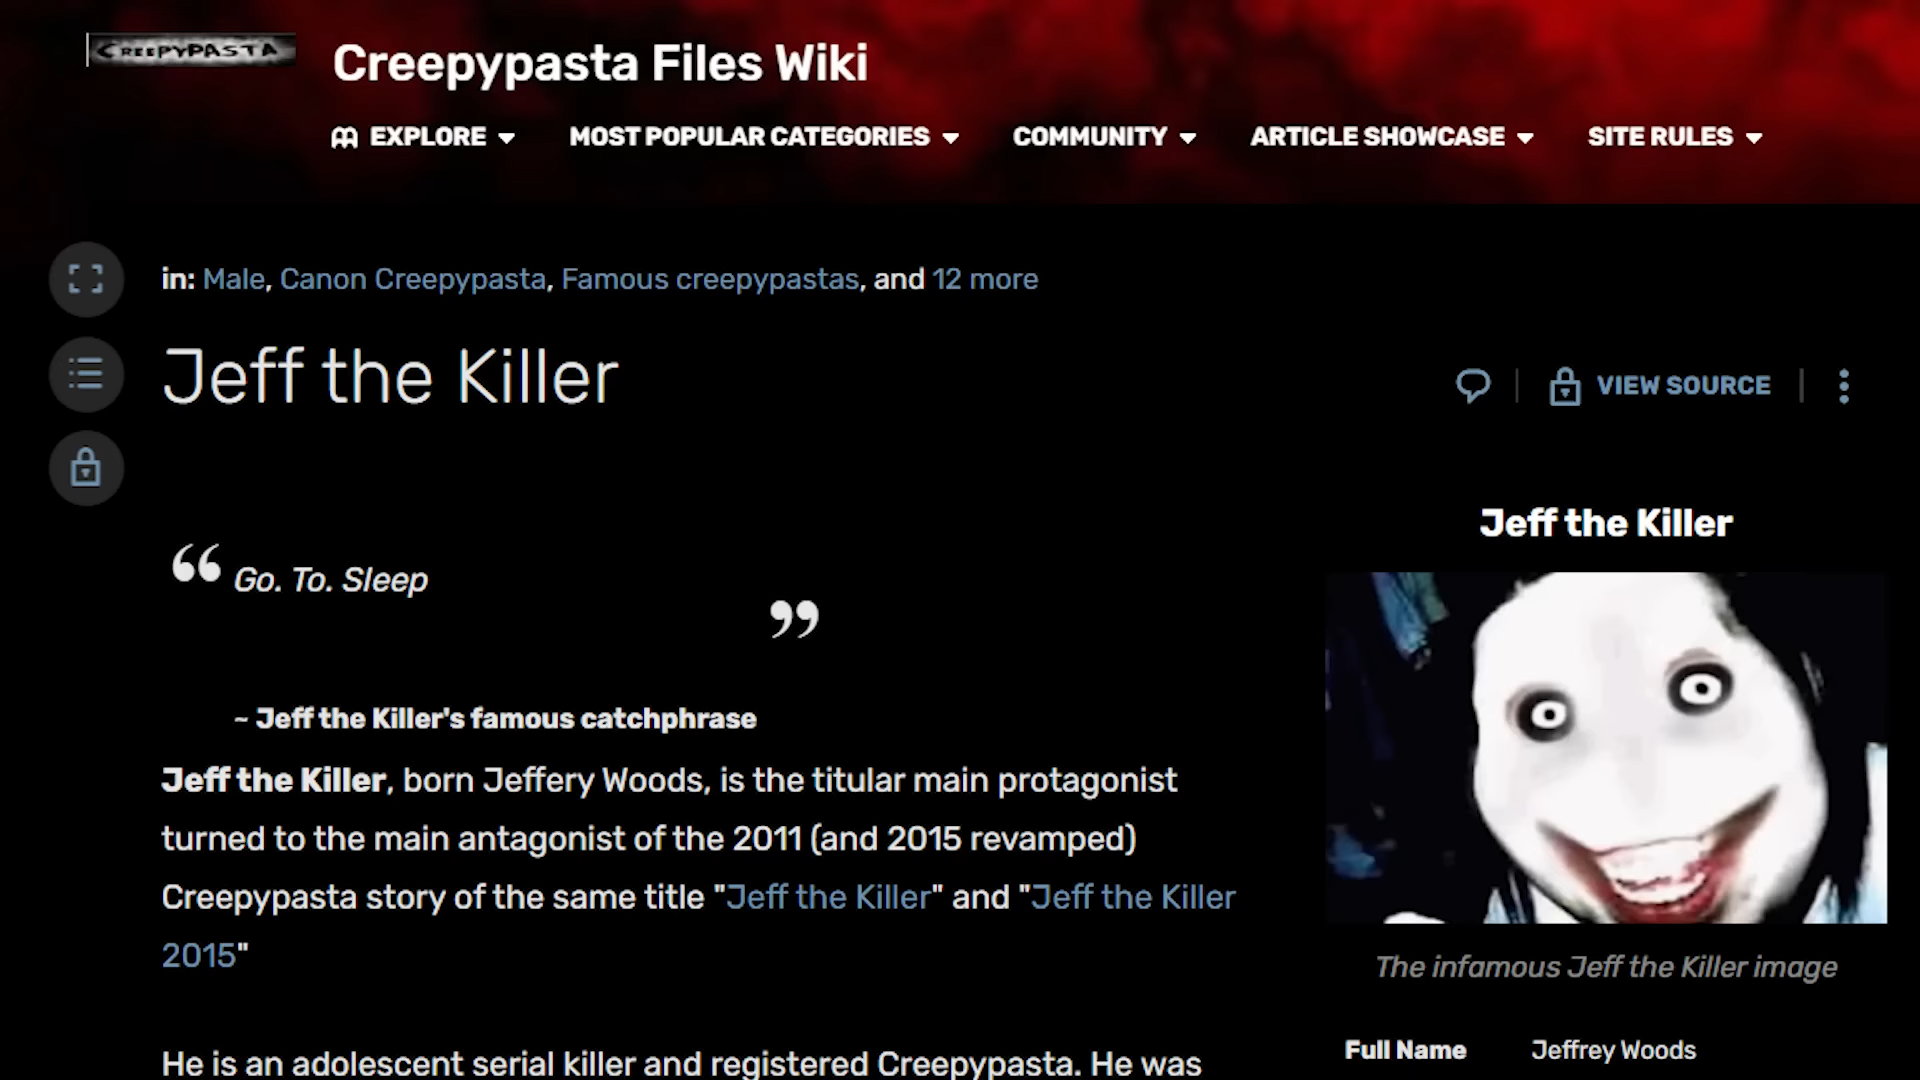 CREEPYPASTA
Creepypasta Files Wiki
EXPLORE
MOST POPULAR CATEGORIES
COMMUNITY
ARTICLE SHOWCASE
SITE RULES
in: Male, Canon Creepypasta, Famous creepypastas, and 12 more
Jeff the Killer
VIEW SOURCE
“ Go. To. Sleep
”
~ Jeff the Killer's famous catchphrase
Jeff the Killer, born Jeffery Woods, is the titular main protagonist
turned to the main antagonist of the 2011 (and 2015 revamped)
Creepypasta story of the same title "Jeff the Killer" and "Jeff the Killer
2015"
He is an adolescent serial killer and registered Creepypasta. He was
Jeff the Killer
The infamous Jeff the Killer image
Full Name Jeffrey Woods